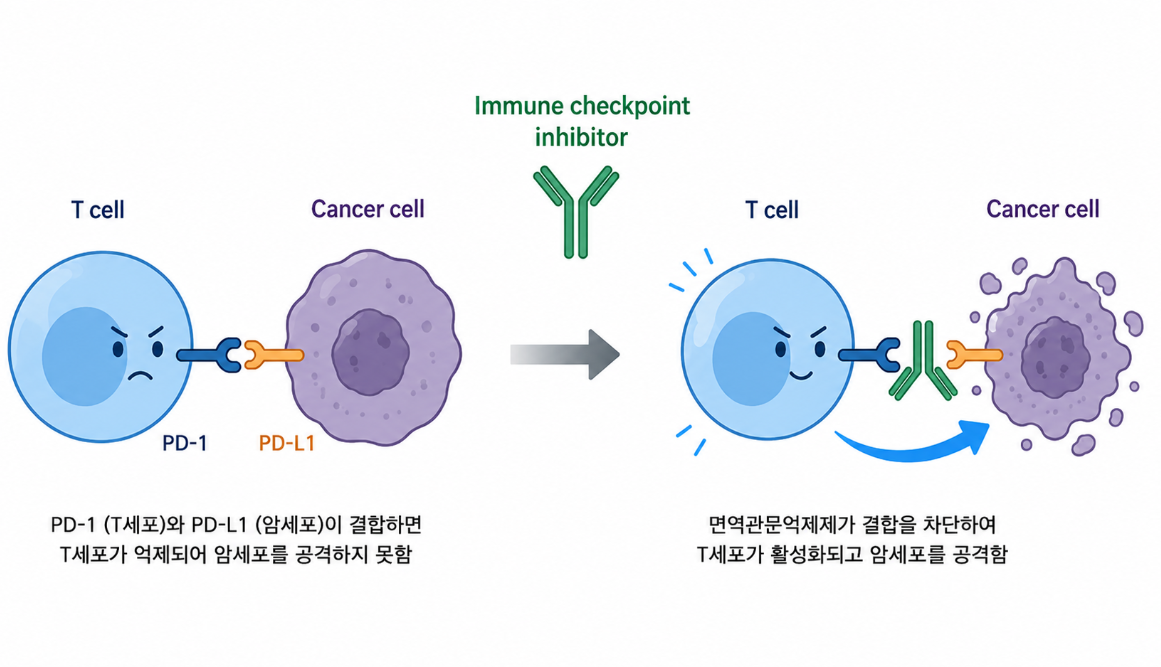 Immune checkpoint
inhibitor
T cell
Cancer cell
PD-1
PD-L1
PD-1 (T세포)와 PD-L1 (암세포)이 결합하면
T세포가 억제되어 암세포를 공격하지 못함
T cell
Cancer cell
면역관문억제제가 결합을 차단하여
T세포가 활성화되고 암세포를 공격함